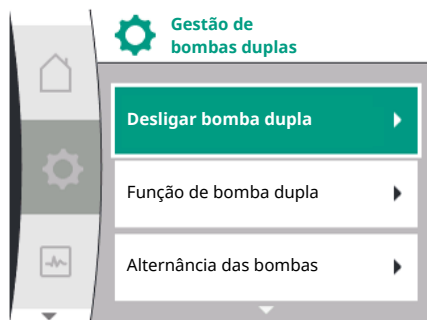 Gestão de
bombas duplas
Desligar bomba dupla
Função de bomba dupla
Alternância das bombas